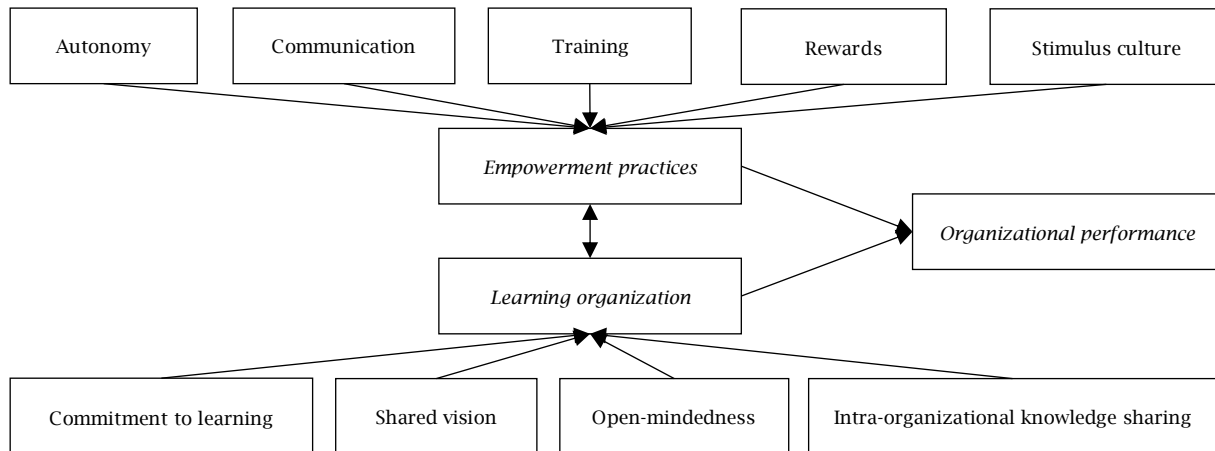 Autonomy
Communication
Training
Rewards
Stimulus culture
Empowerment practices
Organizational performance
Learning organization
Commitment to learning
Shared vision
Open-mindedness
Intra-organizational knowledge sharing